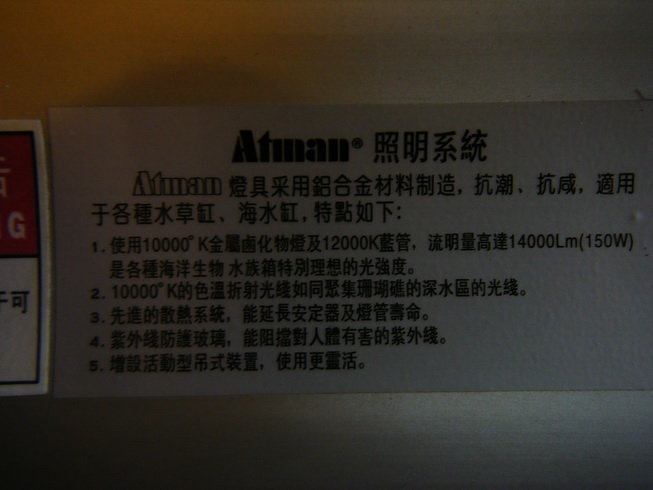 Atman® 照明系統
Atman 燈具采用鋁合金材料制造，抗潮、抗咸，適用
于各種水草缸、海水缸，特點如下：
1. 使用10000°K金屬鹵化物燈及12000K藍管，流明量高達14000Lm(150W)
是各種海洋生物 水族箱特別理想的光強度。
2. 10000°K的色溫折射光綫如同聚集珊瑚礁的深水區的光綫。
3. 先進的散熱系統，能延長安定器及燈管壽命。
4. 紫外綫防護玻璃，能阻擋對人體有害的紫外綫。
5. 增設活動型吊式裝置，使用更靈活。
G
可